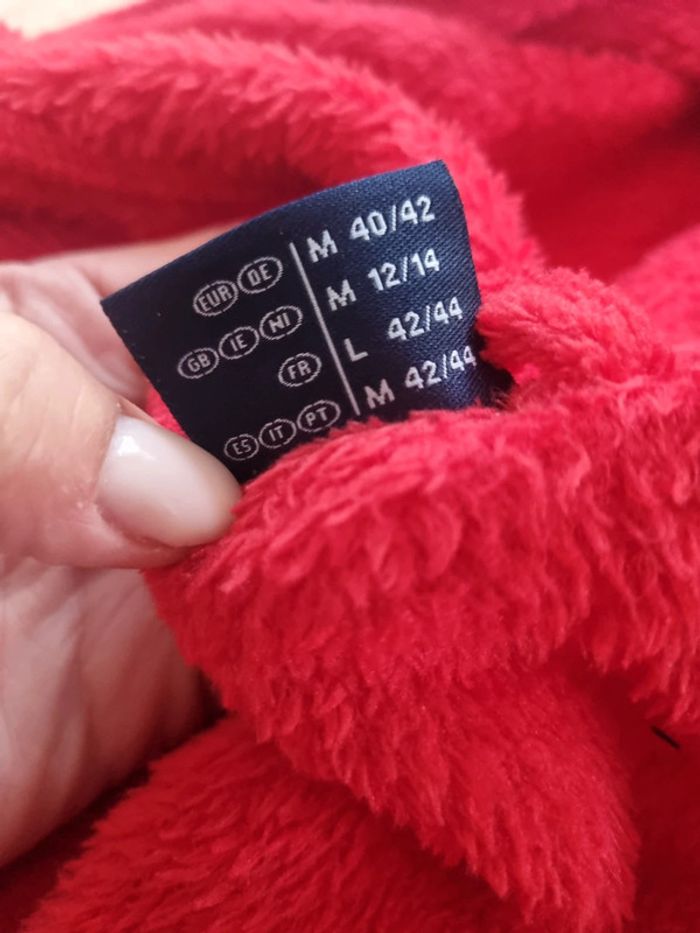 EUR DE M 40/42
GB IE NI M 12/14
FR L 42/44
ES IT PT M 42/44